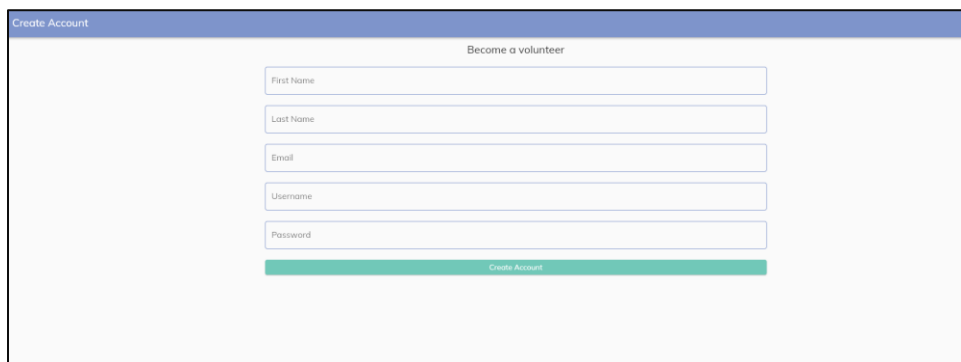 Create Account
Become a volunteer
First Name
Last Name
Email
Username
Password
Create Account